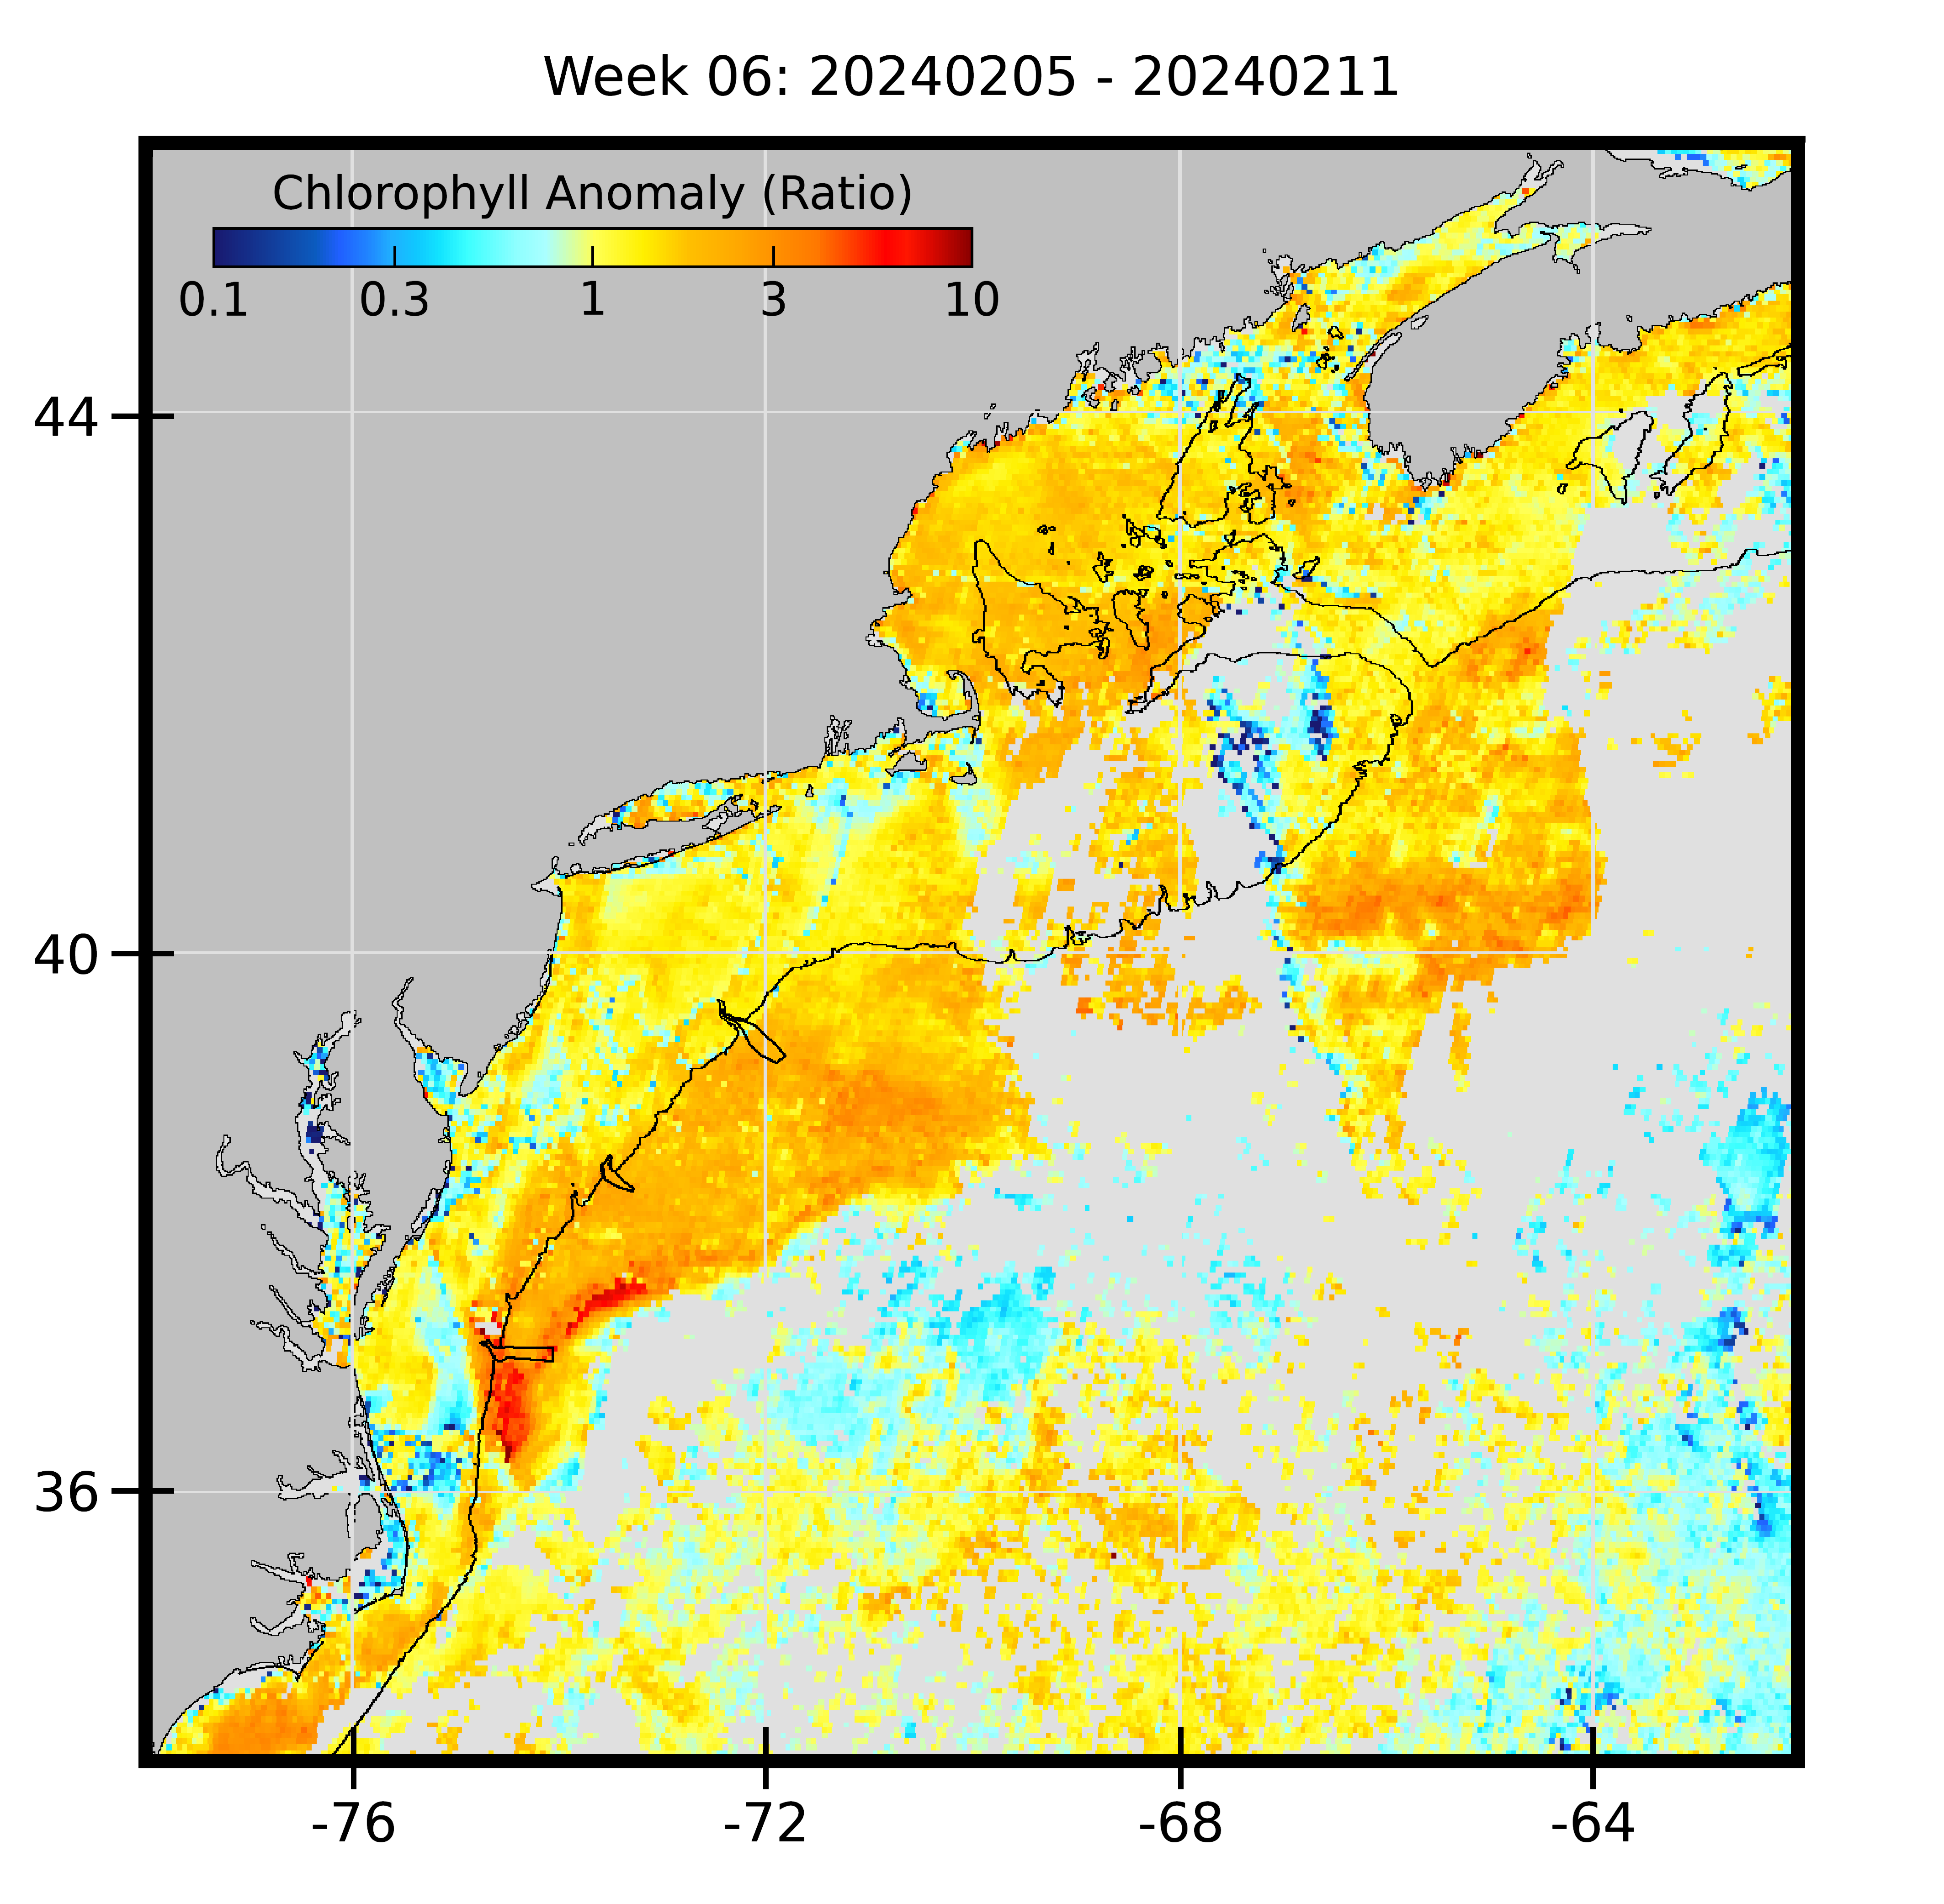 Week 06: 20240205 - 20240211
Chlorophyll Anomaly (Ratio)
0.1 0.3 1 3 10
44
40
36
-76 -72 -68 -64